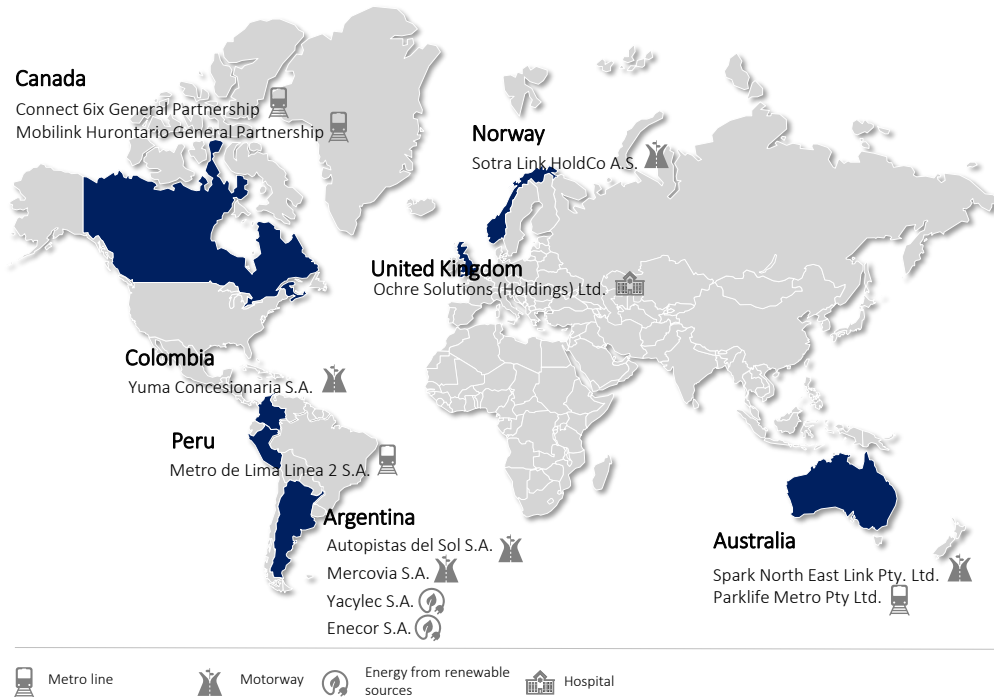 Canada
Connect 6ix General Partnership
Mobilink Hurontario General Partnership
Norway
Sotra Link HoldCo A.S.
United Kingdom
Ochre Solutions (Holdings) Ltd.
Colombia
Yuma Concesionaria S.A.
Peru
Metro de Lima Linea 2 S.A.
Argentina
Autopistas del Sol S.A.
Mercovia S.A.
Yacylec S.A.
Enecor S.A.
Australia
Spark North East Link Pty. Ltd.
Parklife Metro Pty Ltd.
Metro line
Motorway
Energy from renewable
sources
Hospital